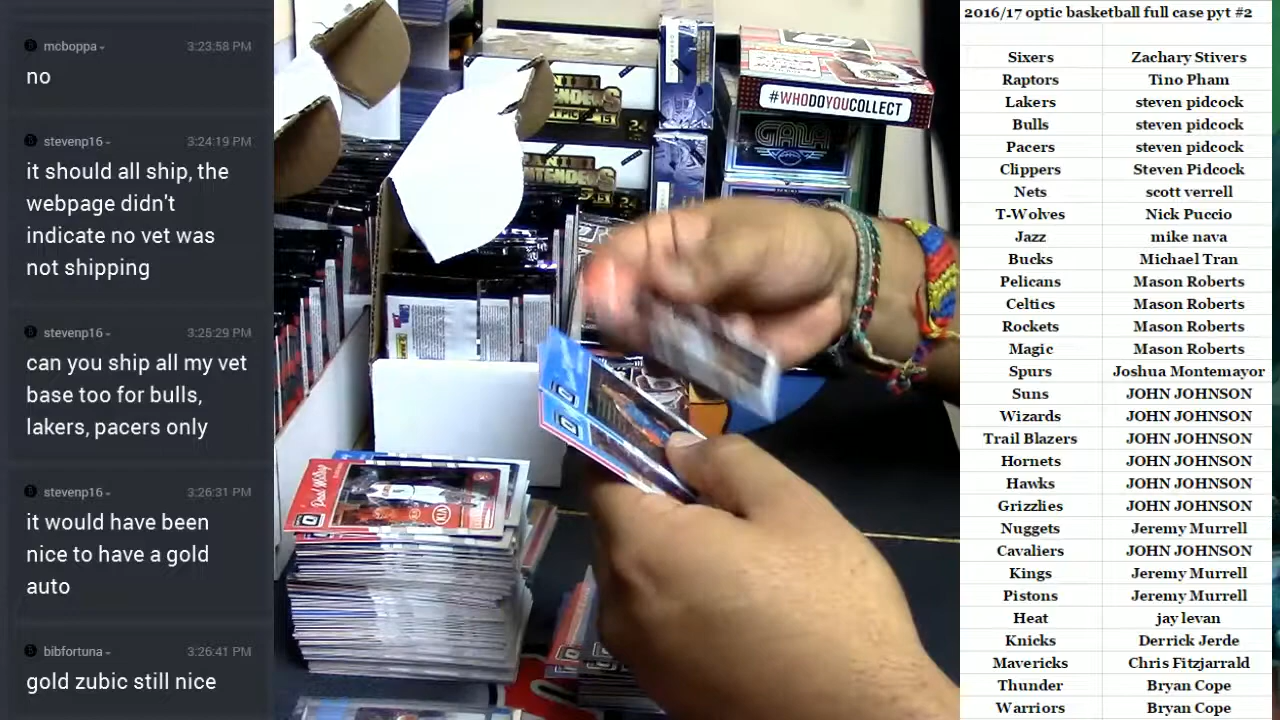 mcboppa
3:23:58 PM
no
stevenp16
3:24:19 PM
it should all ship, the
webpage didn't
indicate no vet was
not shipping
stevenp16
3:25:29 PM
can you ship all my vet
base too for bulls,
lakers, pacers only
stevenp16
3:26:31 PM
it would have been
nice to have a gold
auto
bibfortuna
3:26:41 PM
gold zubic still nice
PANINI
CONTENDERS
PANINI
CONTENDERS
#WHODOYOUCOLLECT
GALA
KIA
2016/17 optic basketball full case pyt #2
Sixers Zachary Stivers
Raptors Tino Pham
Lakers steven pidcock
Bulls steven pidcock
Pacers steven pidcock
Clippers Steven Pidcock
Nets scott verrell
T-Wolves Nick Puccio
Jazz mike nava
Bucks Michael Tran
Pelicans Mason Roberts
Celtics Mason Roberts
Rockets Mason Roberts
Magic Mason Roberts
Spurs Joshua Montemayor
Suns JOHN JOHNSON
Wizards JOHN JOHNSON
Trail Blazers JOHN JOHNSON
Hornets JOHN JOHNSON
Hawks JOHN JOHNSON
Grizzlies JOHN JOHNSON
Nuggets Jeremy Murrell
Cavaliers JOHN JOHNSON
Kings Jeremy Murrell
Pistons Jeremy Murrell
Heat jay levan
Knicks Derrick Jerde
Mavericks Chris Fitzjarrald
Thunder Bryan Cope
Warriors Bryan Cope